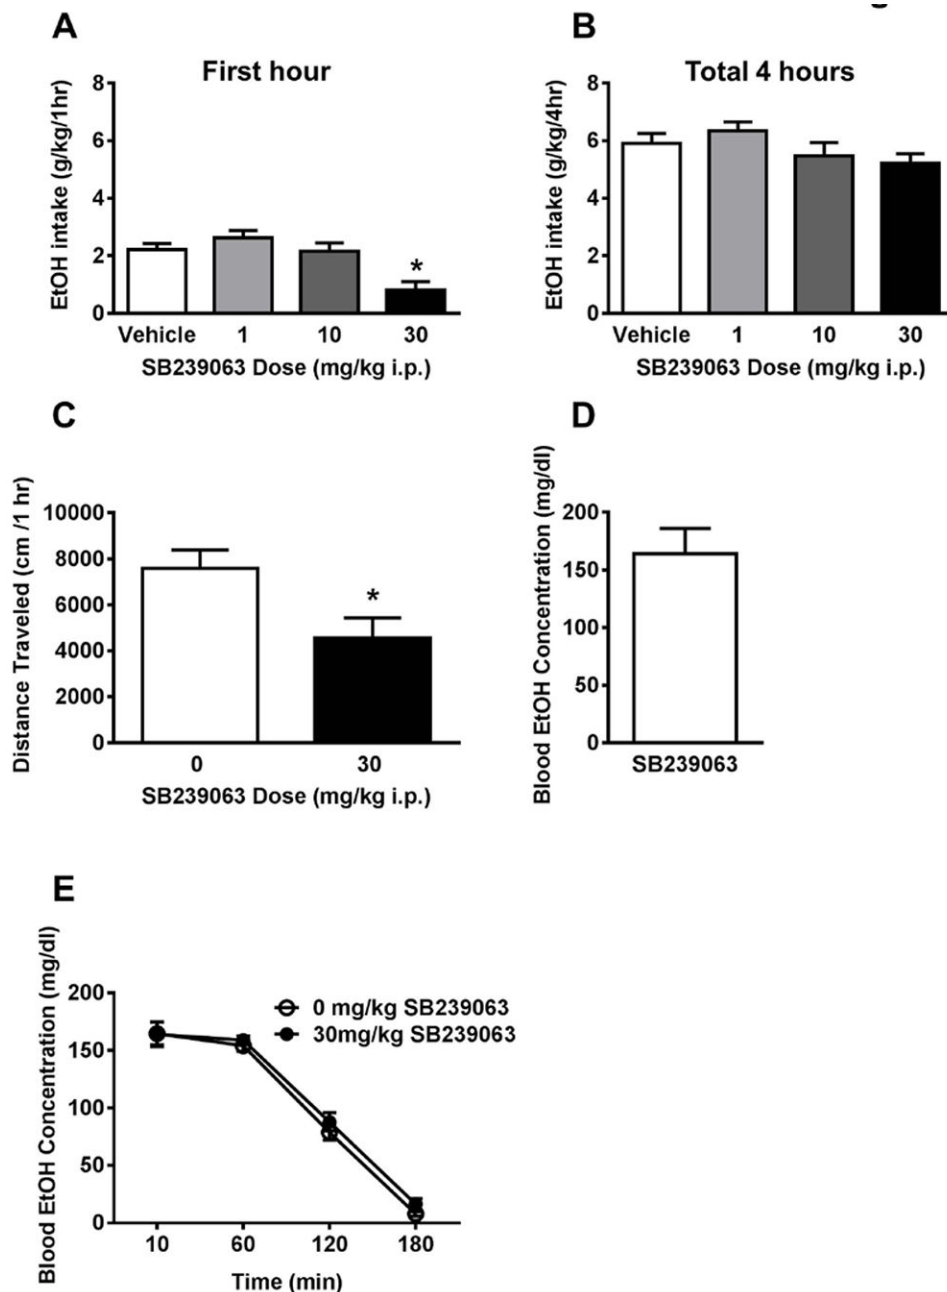 A
First hour
EtOH intake (g/kg/1hr)
8
6
4
2
0
*
Vehicle 1 10 30
SB239063 Dose (mg/kg i.p.)
B
Total 4 hours
EtOH intake (g/kg/4hr)
8
6
4
2
0
Vehicle 1 10 30
SB239063 Dose (mg/kg i.p.)
C
Distance Traveled (cm /1 hr)
10000
8000
6000
4000
2000
0
*
0 30
SB239063 Dose (mg/kg i.p.)
D
Blood EtOH Concentration (mg/dl)
200
150
100
50
0
SB239063
E
Blood EtOH Concentration (mg/dl)
200
150
100
50
0
0 mg/kg SB239063
30mg/kg SB239063
10 60 120 180
Time (min)